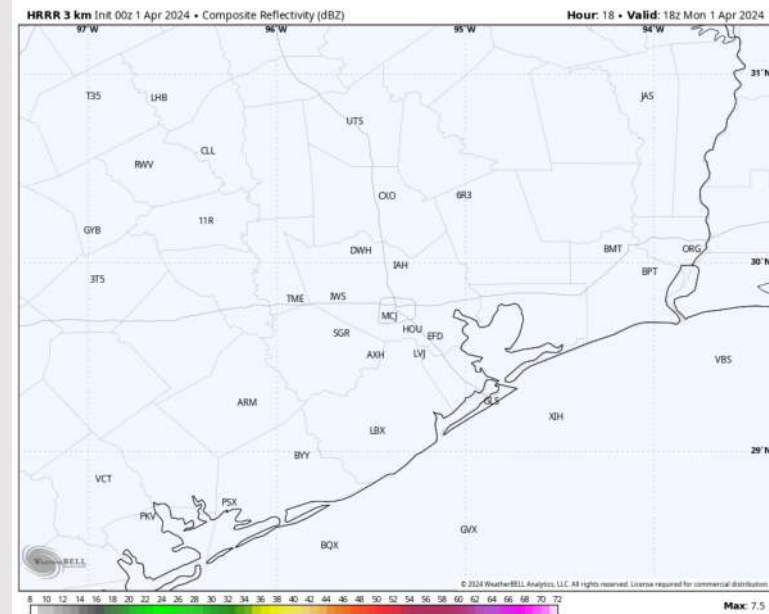 HRRR 3 km Init 00z 1 Apr 2024 • Composite Reflectivity (dBZ) Hour: 18 • Valid: 18z Mon 1 Apr 2024
97°W 96°W 95°W 94°W
31°N
T35 LHB JAS
UTS
CLL
RWV
CXO 6R3
11R
GYB
DWH BMT ORG
30°N
IAH
BPT
3T5
TME IWS
MCJ
HOU
SGR EFD
AXH LVJ
VBS
ARM GLS
XIH
LBX
29°N
BYY
VCT
PSX
PKV
GVX
BQX
WeatherBELL
© 2024 WeatherBELL Analytics, LLC. All rights reserved. License required for commercial distribution.
8 10 12 14 16 18 20 22 24 26 28 30 32 34 36 38 40 42 44 46 48 50 52 54 56 58 60 62 64 66 68 70 72
Max: 7.5